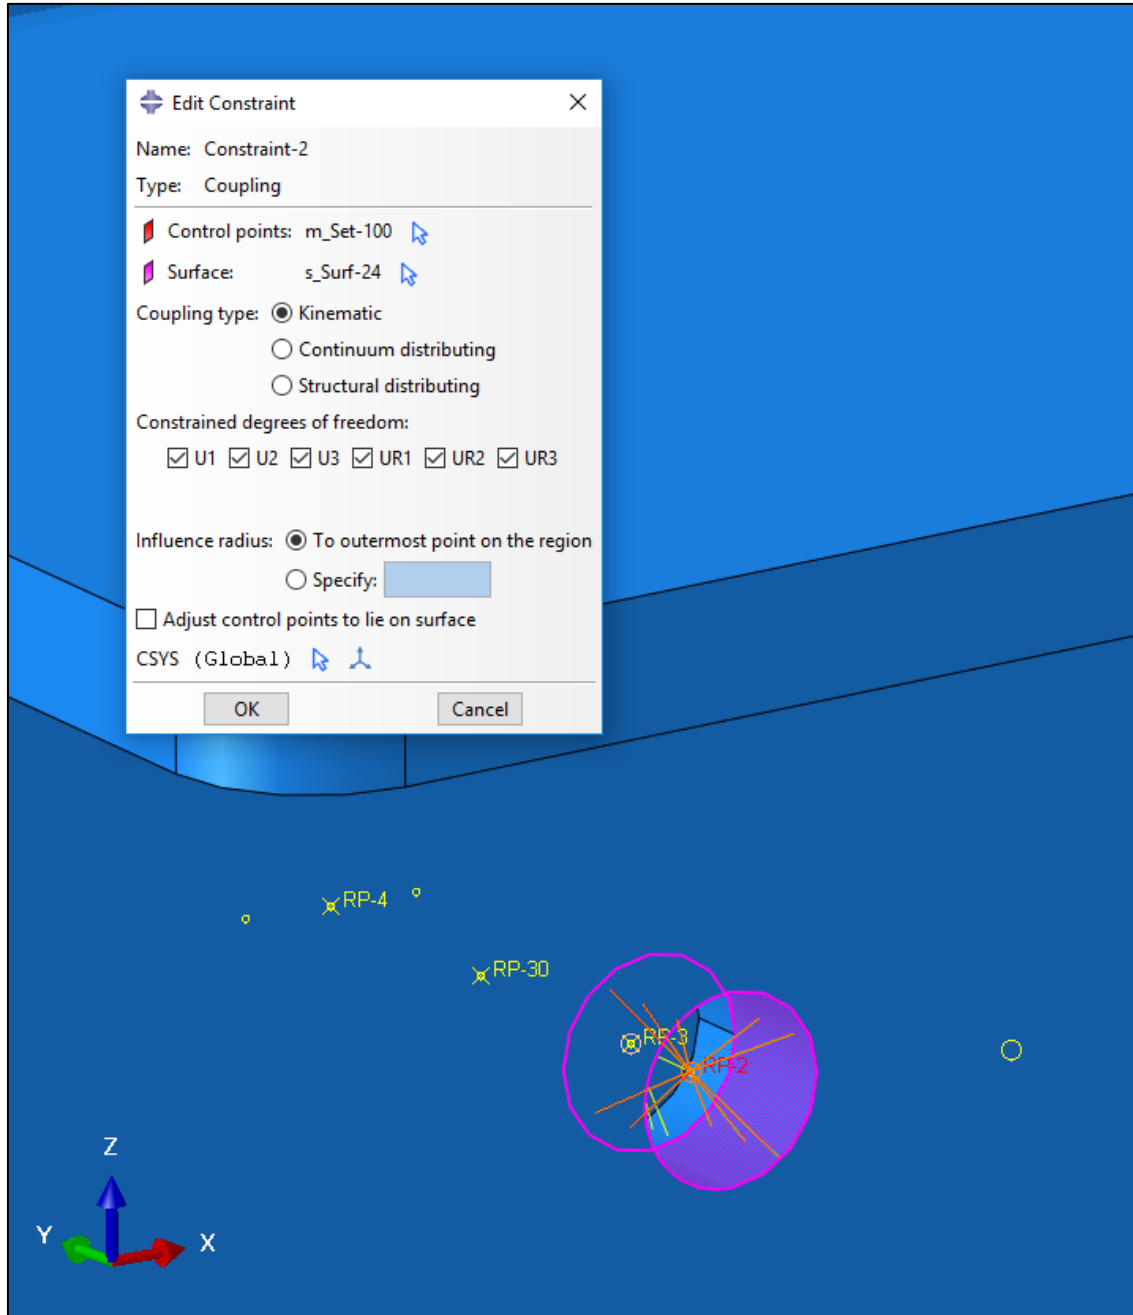 Edit Constraint
Name: Constraint-2
Type: Coupling
Control points: m_Set-100
Surface: s_Surf-24
Coupling type: Kinematic
Continuum distributing
Structural distributing
Constrained degrees of freedom:
U1 U2 U3 UR1 UR2 UR3
Influence radius: To outermost point on the region
Specify:
Adjust control points to lie on surface
CSYS (Global)
OK Cancel
RP-4
RP-30
RP-3
RP-2
Z
Y X